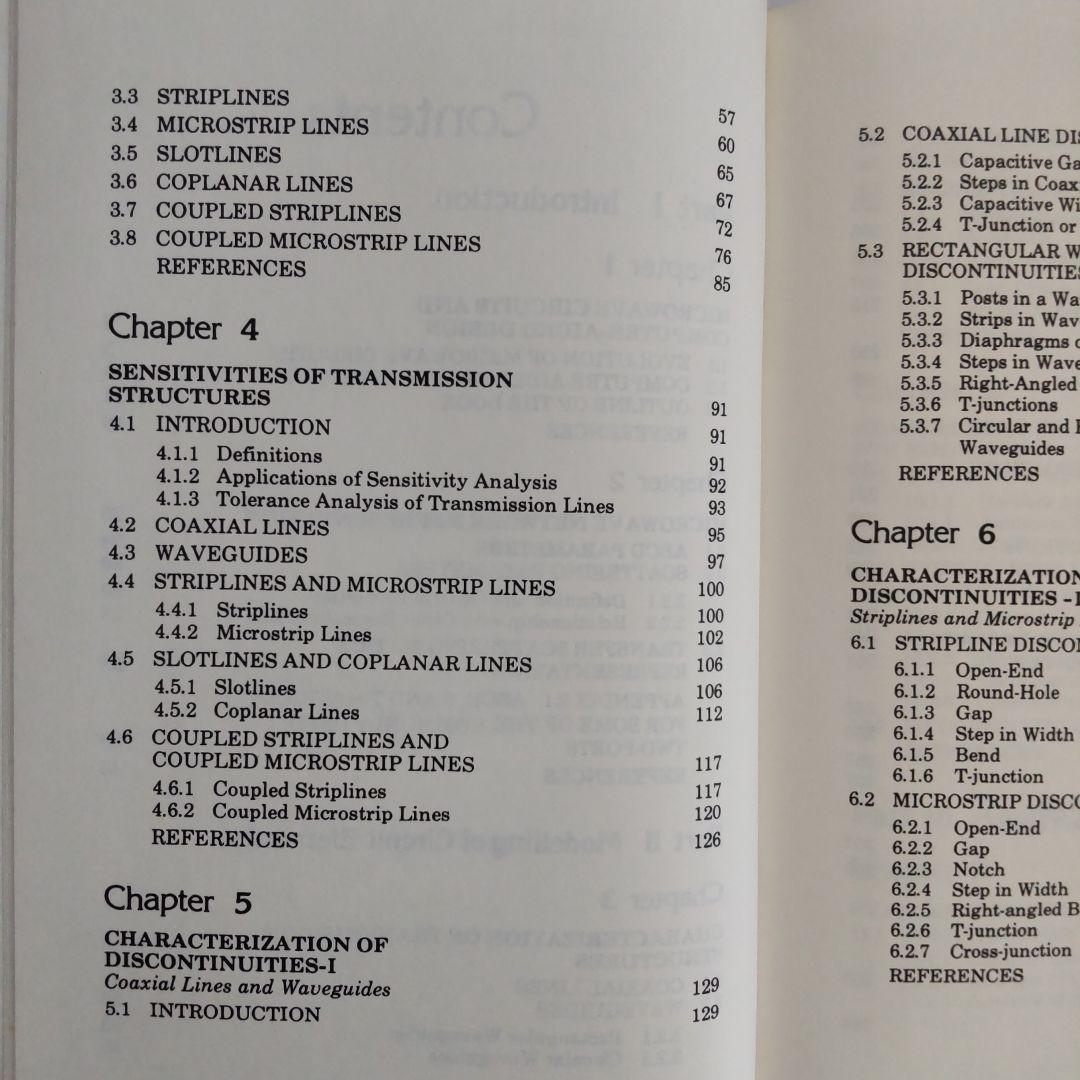 3.3 STRIPLINES 57
3.4 MICROSTRIP LINES 60
3.5 SLOTLINES 65
3.6 COPLANAR LINES 67
3.7 COUPLED STRIPLINES 72
3.8 COUPLED MICROSTRIP LINES 76
REFERENCES 85
Chapter 4
SENSITIVITIES OF TRANSMISSION
STRUCTURES 91
4.1 INTRODUCTION 91
4.1.1 Definitions 91
4.1.2 Applications of Sensitivity Analysis 92
4.1.3 Tolerance Analysis of Transmission Lines 93
4.2 COAXIAL LINES 95
4.3 WAVEGUIDES 97
4.4 STRIPLINES AND MICROSTRIP LINES 100
4.4.1 Striplines 100
4.4.2 Microstrip Lines 102
4.5 SLOTLINES AND COPLANAR LINES 106
4.5.1 Slotlines 106
4.5.2 Coplanar Lines 112
4.6 COUPLED STRIPLINES AND
COUPLED MICROSTRIP LINES 117
4.6.1 Coupled Striplines 117
4.6.2 Coupled Microstrip Lines 120
REFERENCES 126
Chapter 5
CHARACTERIZATION OF
DISCONTINUITIES-I
Coaxial Lines and Waveguides 129
5.1 INTRODUCTION 129
5.2 COAXIAL LINE
5.2.1 Capacitive
5.2.2 Steps in
5.2.3 Capacitive
5.2.4 T-Junction or
5.3 RECTANGULAR
DISCONTINUITIES
5.3.1 Posts in a
5.3.2 Strips in
5.3.3 Diaphragms
5.3.4 Steps in
5.3.5 Right-Angled
5.3.6 T-junctions
5.3.7 Circular and
Waveguides
REFERENCES
Chapter 6
CHARACTERIZATION
DISCONTINUITIES
Striplines and Microstrip
6.1 STRIPLINE
6.1.1 Open-End
6.1.2 Round-Hole
6.1.3 Gap
6.1.4 Step in Width
6.1.5 Bend
6.1.6 T-junction
6.2 MICROSTRIP
6.2.1 Open-End
6.2.2 Gap
6.2.3 Notch
6.2.4 Step in Width
6.2.5 Right-angled
6.2.6 T-junction
6.2.7 Cross-junction
REFERENCES